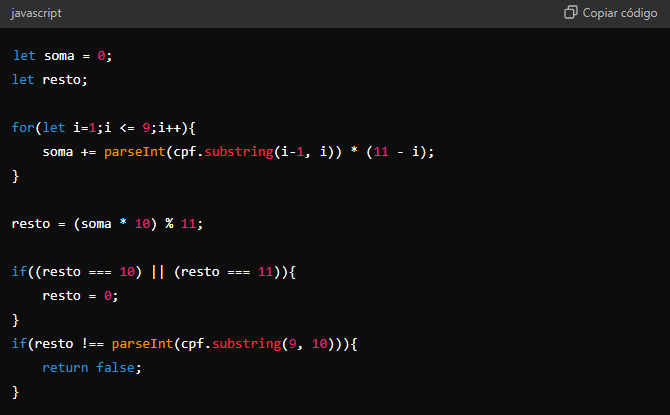 javascript
Copiar código
let soma = 0;
let resto;
for(let i=1;i <= 9;i++){
    soma += parseInt(cpf.substring(i-1, i)) * (11 - i);
}
resto = (soma * 10) % 11;
if((resto === 10) || (resto === 11)){
    resto = 0;
}
if(resto !== parseInt(cpf.substring(9, 10))){
    return false;
}